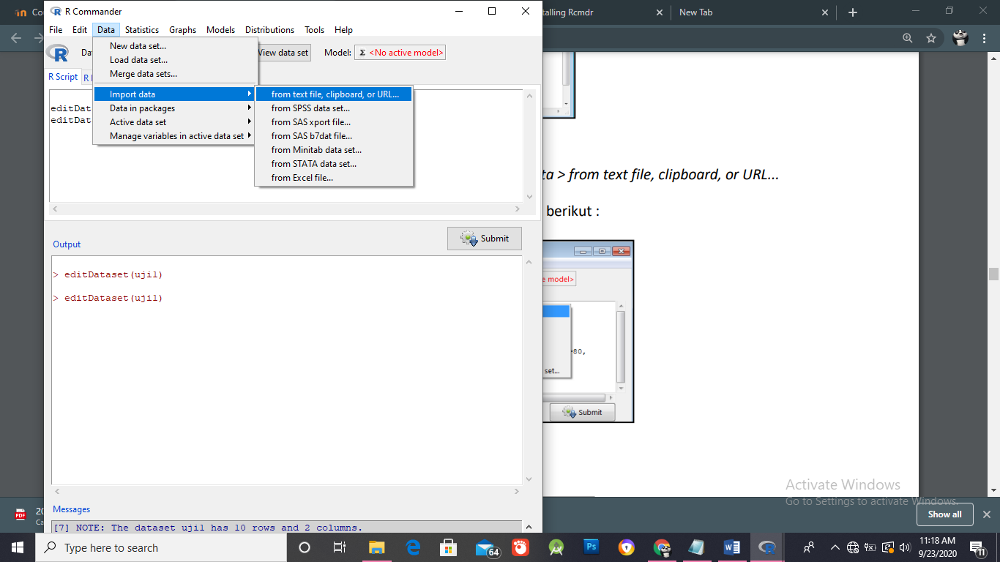 Co
R Commander
talling Rcmdr
New Tab
File Edit Data Statistics Graphs Models Distributions Tools Help
Da
View data set
Model:
Σ <No active model>
New data set...
Load data set...
Merge data sets...
Import data
Data in packages
Active data set
Manage variables in active data set
from text file, clipboard, or URL...
from SPSS data set...
from SAS xport file...
from SAS b7dat file...
from Minitab data set...
from STATA data set...
from Excel file...
R Script
R
editDat
editDat
ta > from text file, clipboard, or URL...
berikut :
e model>
80,
set...
Submit
Output
Submit
> editDataset(uji1)
> editDataset(uji1)
Messages
[7] NOTE: The dataset uji1 has 10 rows and 2 columns.
Activate Windows
Go to Settings to activate Windows.
PDF
20
Ca
Show all
Type here to search
64
Ps
11:18 AM
9/23/2020
11